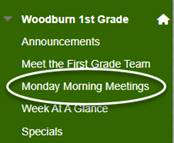 Woodburn 1st Grade
Announcements
Meet the First Grade Team
Monday Morning Meetings
Week At A Glance
Specials